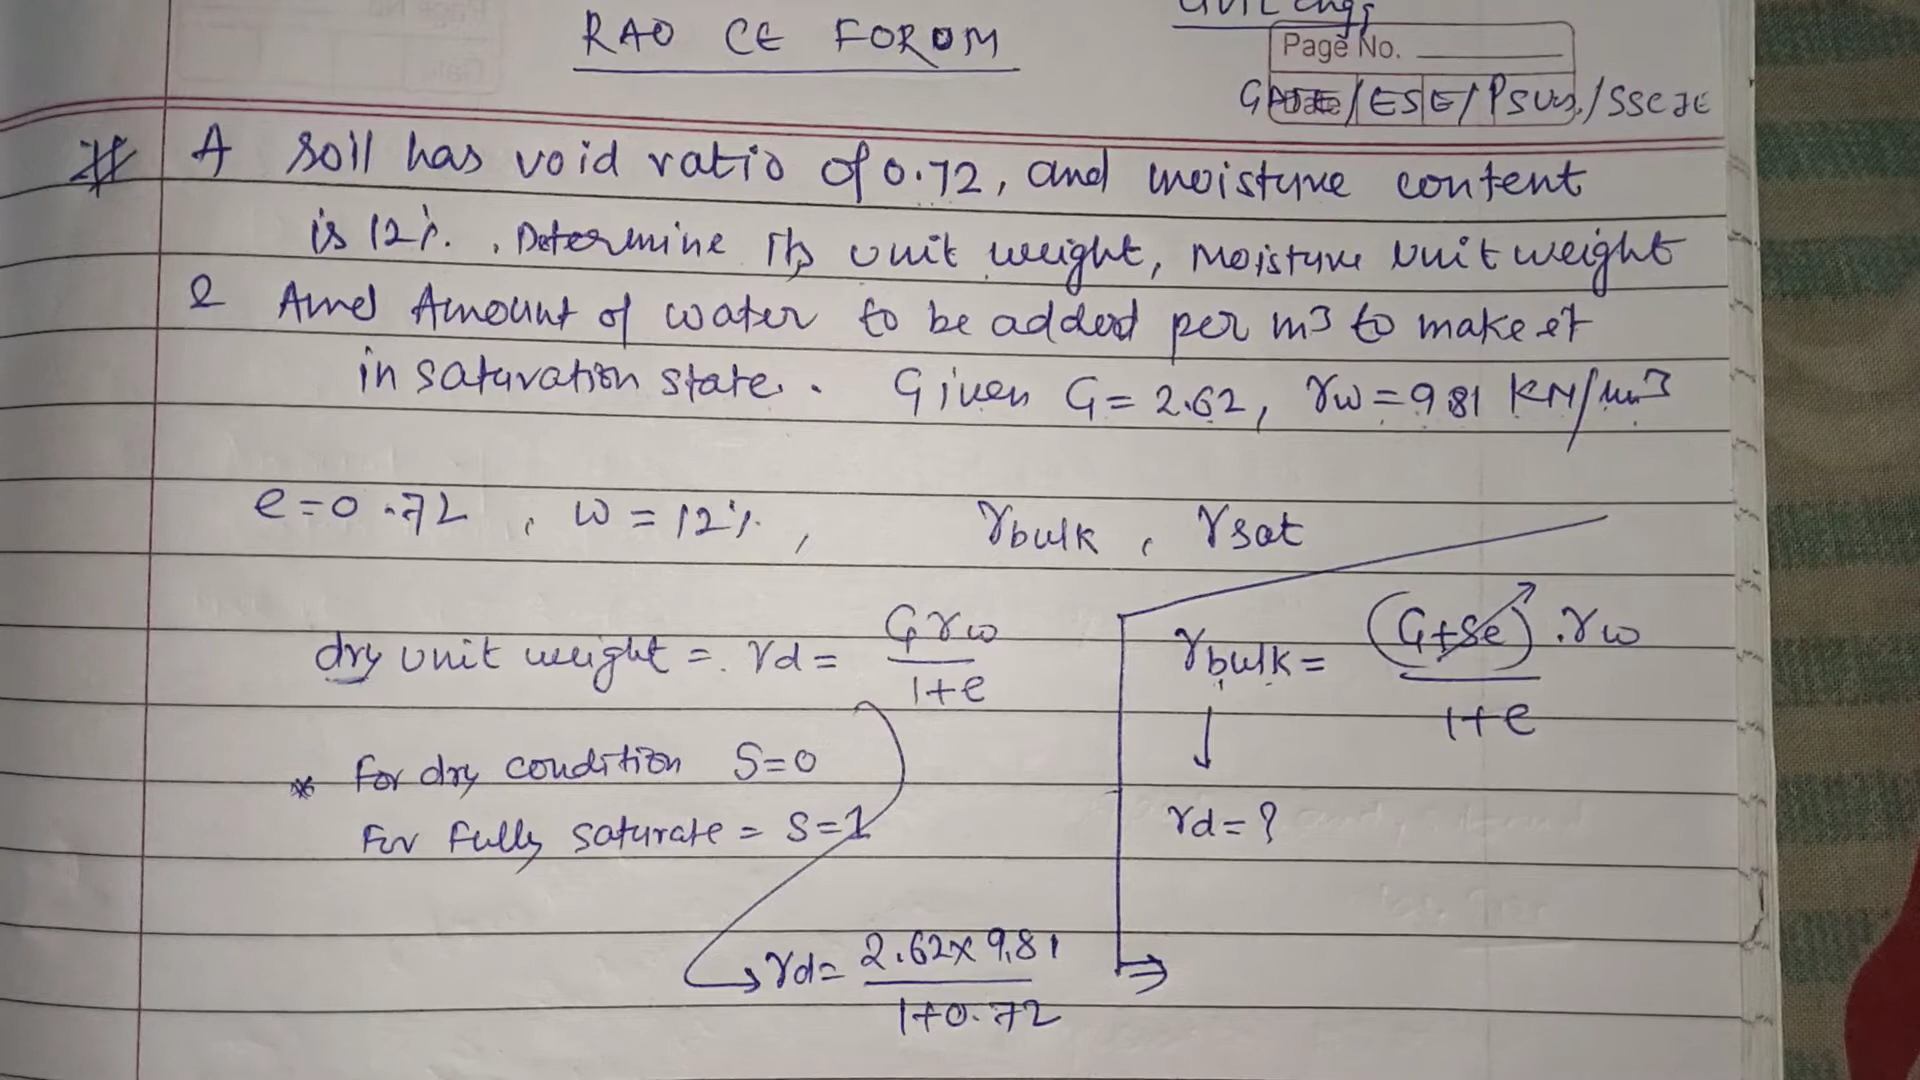 RAO CE FORUM
Page No.
GATE/ESE/PSUs./SSC JE
# A soil has void ratio of 0.72, and moisture content
is 12%. . Determine its unit weight, Moisture Unit weight
& Amd Amount of water to be added per m3 to make it
in saturation state. Given G = 2.62, γw = 9.81 KN/m3
e = 0.72 , w = 12% , γbulk , γsat
dry unit weight = γd = Gγw / 1+e
γbulk = (G+Se) .γw / 1+e
* For dry condition S=0
For fully saturate = S=1
γd = ?
γd = 2.62 x 9.81 / 1+0.72